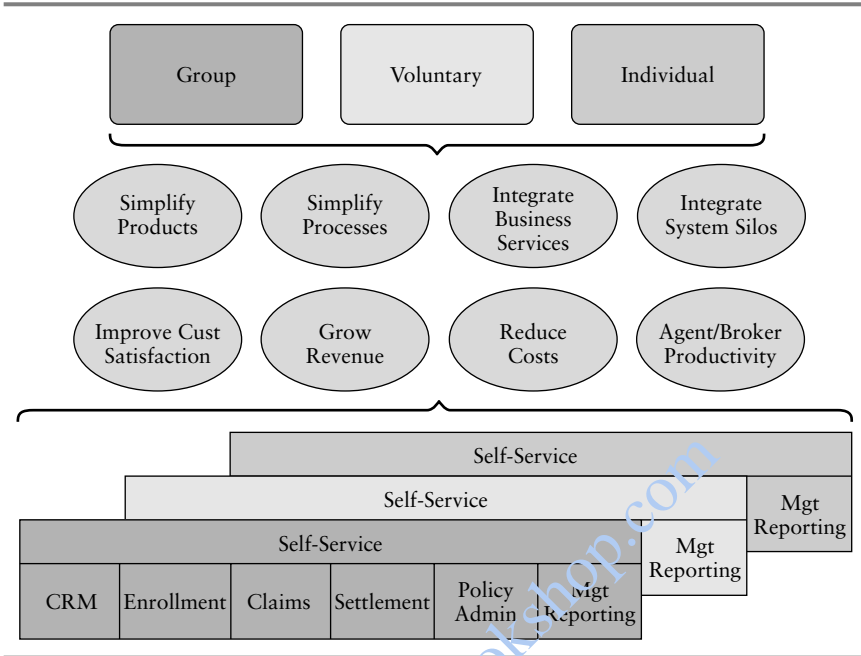 Group
Voluntary
Individual
Simplify
Products
Simplify
Processes
Integrate
Business
Services
Integrate
System Silos
Improve Cust
Satisfaction
Grow
Revenue
Reduce
Costs
Agent/Broker
Productivity
Self-Service
Self-Service
Mgt
Reporting
Self-Service
Mgt
Reporting
CRM
Enrollment
Claims
Settlement
Policy
Admin
Mgt
Reporting
okshop.com